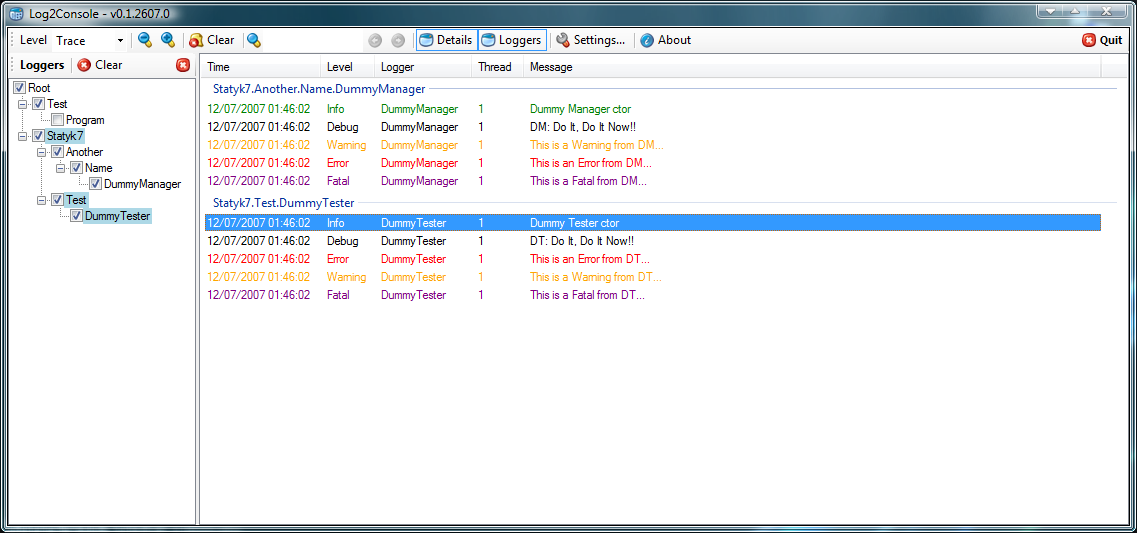 Log2Console - v0.1.2607.0
Level Trace Clear Details Loggers Settings... About Quit
Loggers Clear
Root
Test
Program
Statyk7
Another
Name
DummyManager
Test
DummyTester
Time Level Logger Thread Message
Statyk7.Another.Name.DummyManager
12/07/2007 01:46:02 Info DummyManager 1 Dummy Manager ctor
12/07/2007 01:46:02 Debug DummyManager 1 DM: Do It, Do It Now!!
12/07/2007 01:46:02 Warning DummyManager 1 This is a Warning from DM...
12/07/2007 01:46:02 Error DummyManager 1 This is an Error from DM...
12/07/2007 01:46:02 Fatal DummyManager 1 This is a Fatal from DM...
Statyk7.Test.DummyTester
12/07/2007 01:46:02 Info DummyTester 1 Dummy Tester ctor
12/07/2007 01:46:02 Debug DummyTester 1 DT: Do It, Do It Now!!
12/07/2007 01:46:02 Error DummyTester 1 This is an Error from DT...
12/07/2007 01:46:02 Warning DummyTester 1 This is a Warning from DT...
12/07/2007 01:46:02 Fatal DummyTester 1 This is a Fatal from DT...